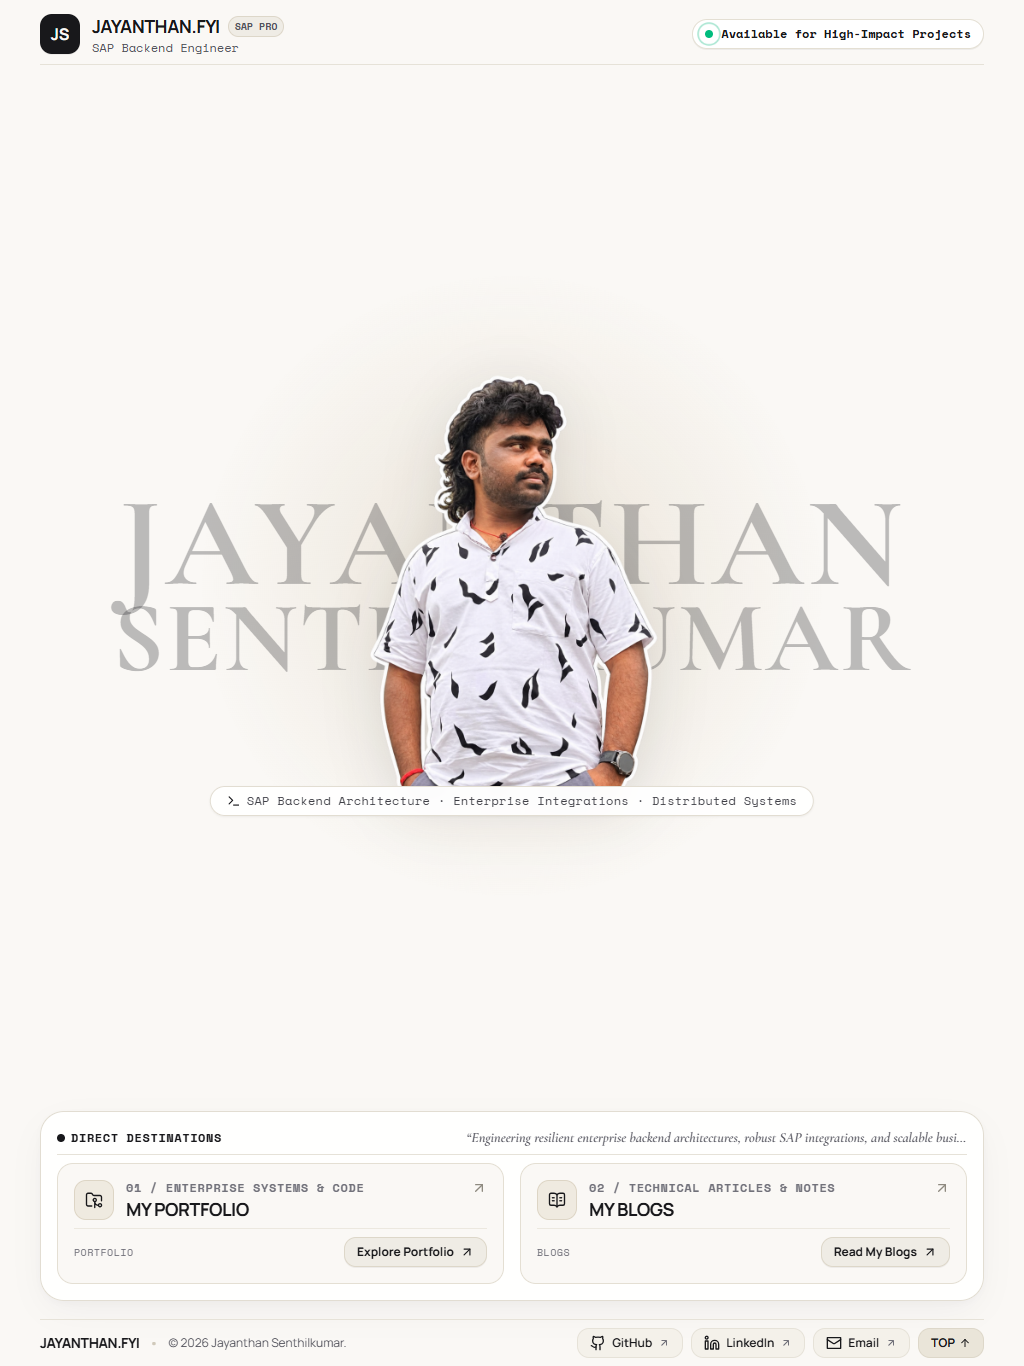 JS
JAYANTHAN.FYI SAP PRO
SAP Backend Engineer
Available for High-Impact Projects
JAYA THAN
SENTI UMAR
SAP Backend Architecture · Enterprise Integrations · Distributed Systems
DIRECT DESTINATIONS
“Engineering resilient enterprise backend architectures, robust SAP integrations, and scalable busi...
01 / ENTERPRISE SYSTEMS & CODE
MY PORTFOLIO
PORTFOLIO
Explore Portfolio
02 / TECHNICAL ARTICLES & NOTES
MY BLOGS
BLOGS
Read My Blogs
JAYANTHAN.FYI • © 2026 Jayanthan Senthilkumar.
GitHub
LinkedIn
Email
TOP ↑